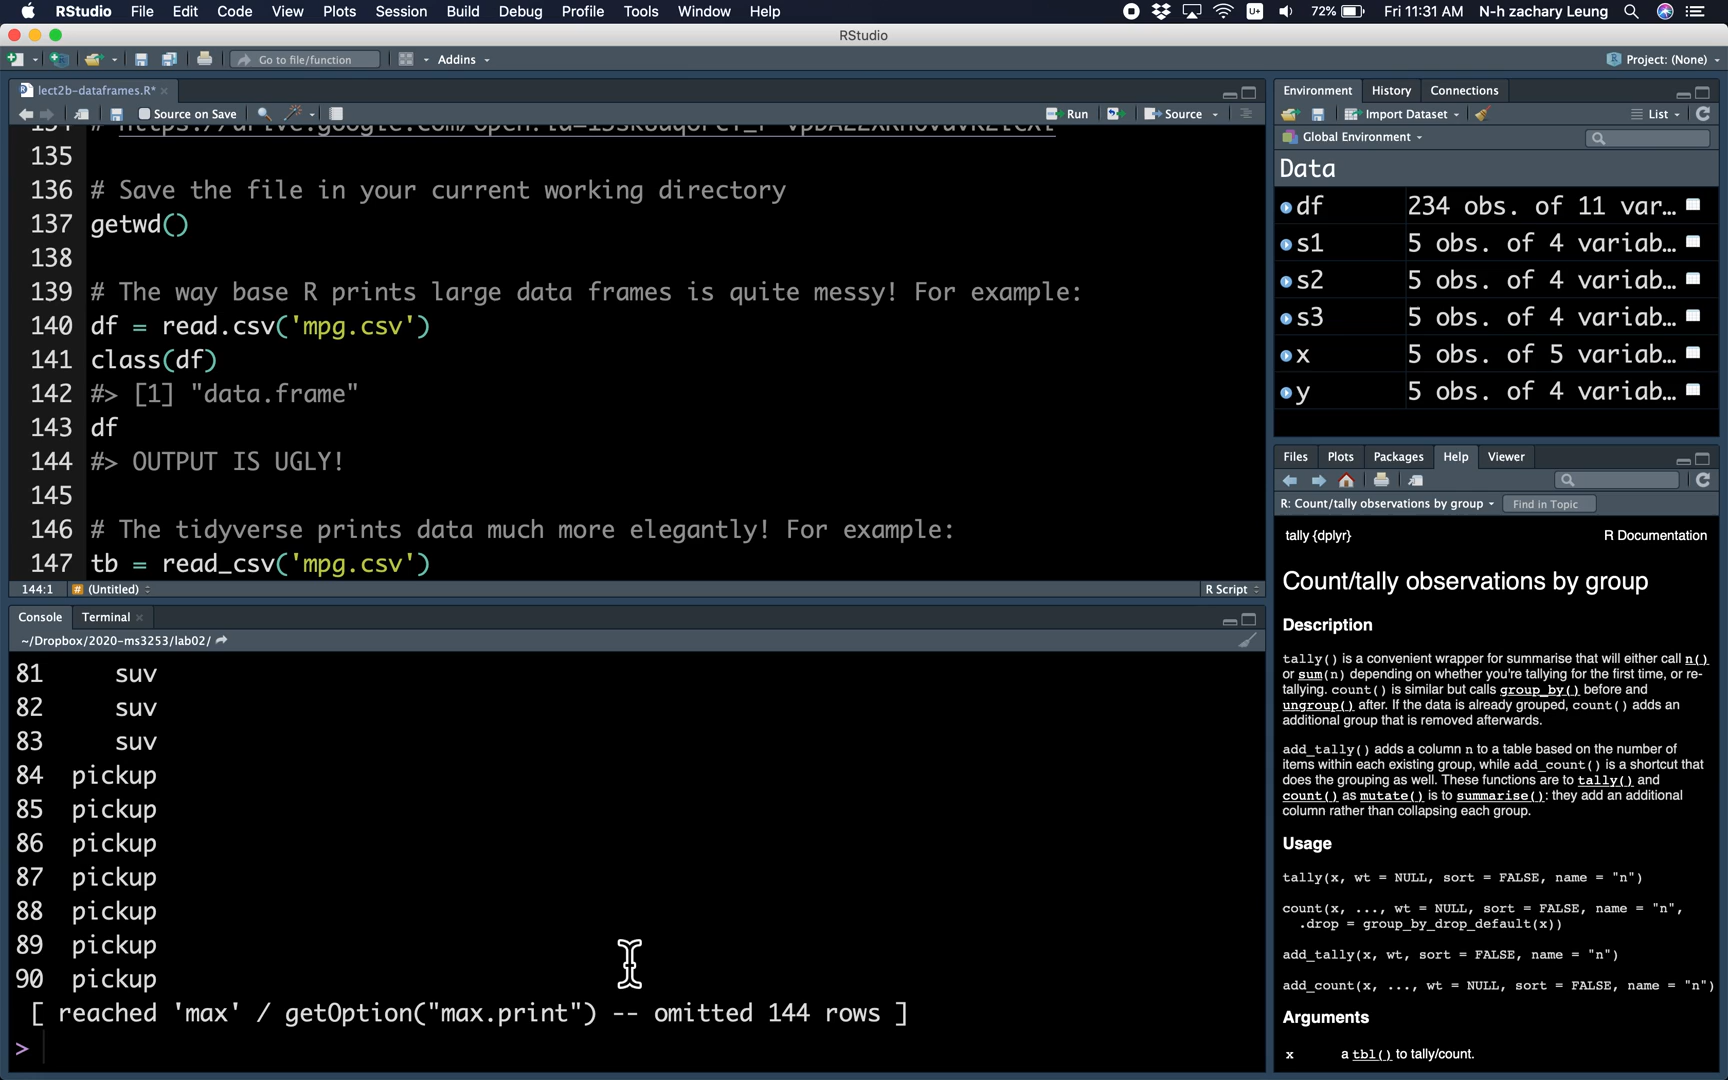 RStudio File Edit Code View Plots Session Build Debug Profile Tools Window Help 72% Fri 11:31 AM N-h zachary Leung
RStudio
Go to file/function Addins Project: (None)
lect2b-dataframes.R*
Source on Save Run Source
135
136 # Save the file in your current working directory
137 getwd()
138
139 # The way base R prints large data frames is quite messy! For example:
140 df = read.csv('mpg.csv')
141 class(df)
142 #> [1] "data.frame"
143 df
144 #> OUTPUT IS UGLY!
145
146 # The tidyverse prints data much more elegantly! For example:
147 tb = read_csv('mpg.csv')
144:1 # (Untitled) R Script
Console Terminal
~/Dropbox/2020-ms3253/lab02/
81 suv
82 suv
83 suv
84 pickup
85 pickup
86 pickup
87 pickup
88 pickup
89 pickup
90 pickup
[ reached 'max' / getOption("max.print") -- omitted 144 rows ]
>
Environment History Connections
Import Dataset List
Global Environment
Data
df 234 obs. of 11 var…
s1 5 obs. of 4 variab…
s2 5 obs. of 4 variab…
s3 5 obs. of 4 variab…
x 5 obs. of 5 variab…
y 5 obs. of 4 variab…
Files Plots Packages Help Viewer
R: Count/tally observations by group Find in Topic
tally {dplyr} R Documentation
Count/tally observations by group
Description
tally() is a convenient wrapper for summarise that will either call n()
or sum(n) depending on whether you're tallying for the first time, or re-
tallying. count() is similar but calls group_by() before and
ungroup() after. If the data is already grouped, count() adds an
additional group that is removed afterwards.
add_tally() adds a column n to a table based on the number of
items within each existing group, while add_count() is a shortcut that
does the grouping as well. These functions are to tally() and
count() as mutate() is to summarise(): they add an additional
column rather than collapsing each group.
Usage
tally(x, wt = NULL, sort = FALSE, name = "n")
count(x, ..., wt = NULL, sort = FALSE, name = "n",
.drop = group_by_drop_default(x))
add_tally(x, wt, sort = FALSE, name = "n")
add_count(x, ..., wt = NULL, sort = FALSE, name = "n")
Arguments
x a tbl() to tally/count.